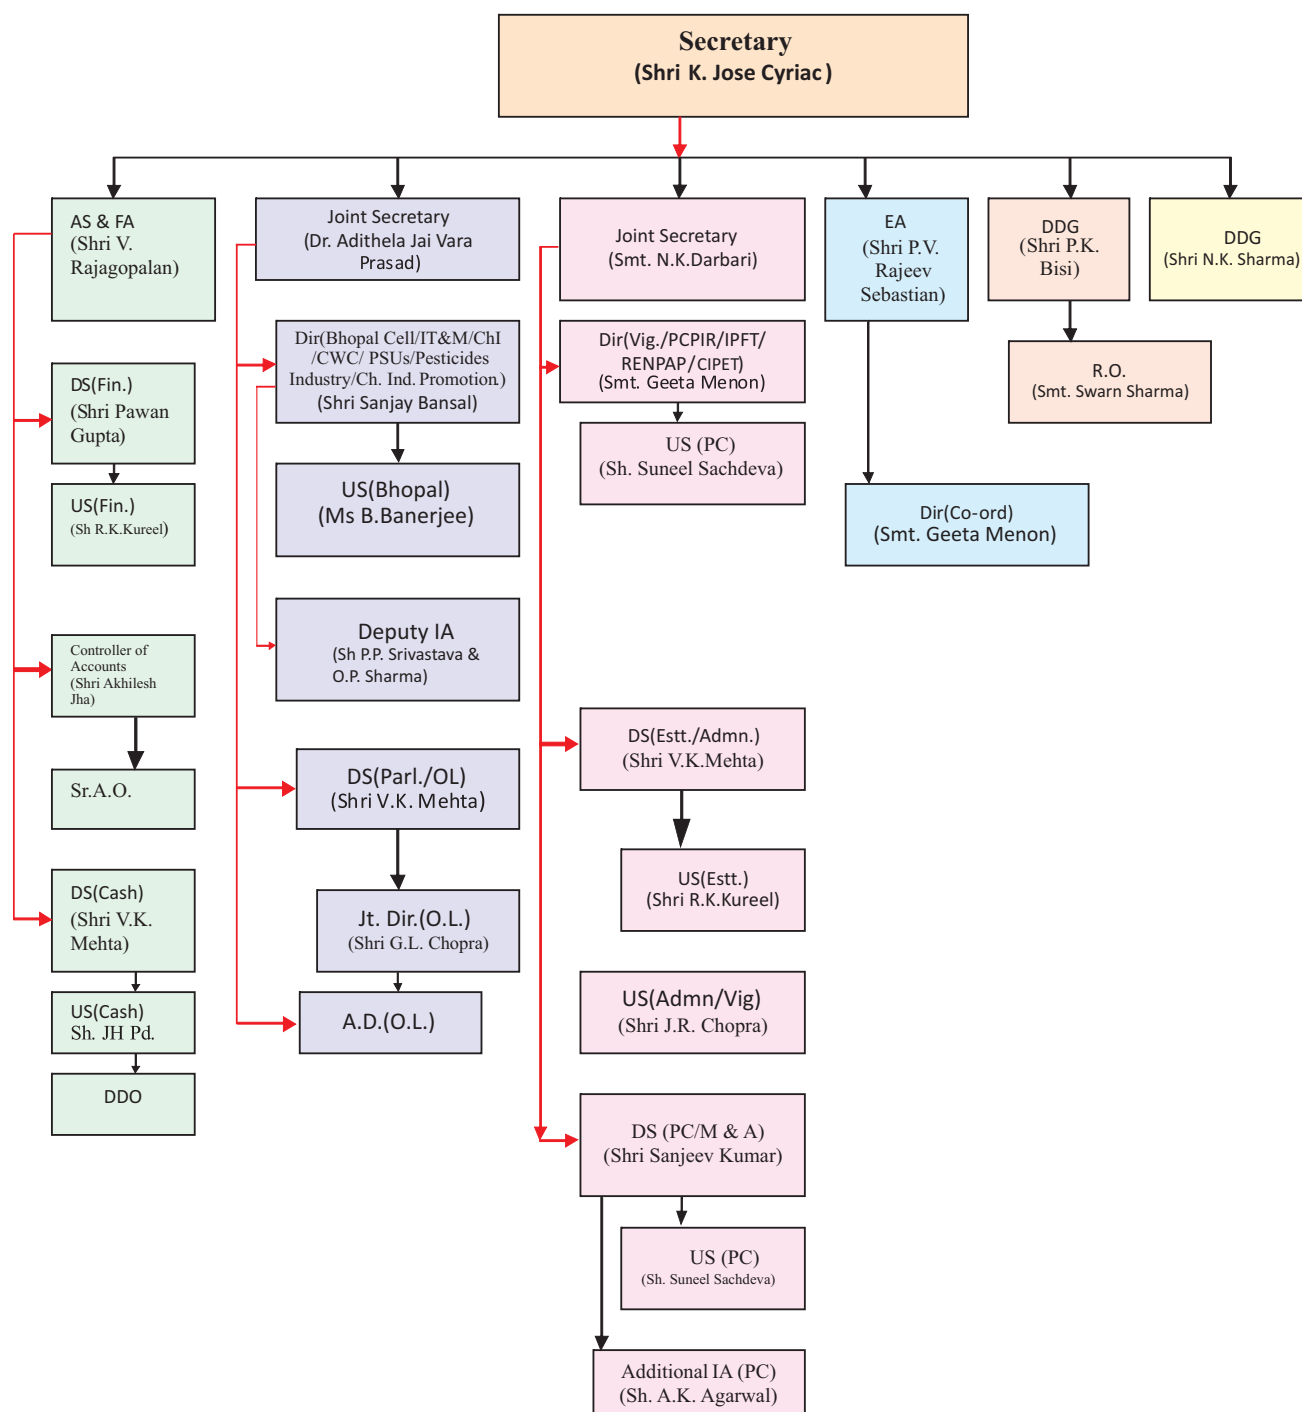 Secretary
(Shri K. Jose Cyriac )
AS & FA
(Shri V.
Rajagopalan)
Joint Secretary
(Dr. Adithela Jai Vara
Prasad)
Joint Secretary
(Smt. N.K.Darbari)
EA
(Shri P.V.
Rajeev
Sebastian)
DDG
(Shri P.K.
Bisi)
DDG
(Shri N.K. Sharma)
DS(Fin.)
(Shri Pawan
Gupta)
US(Fin.)
(Sh R.K.Kureel)
Controller of
Accounts
(Shri Akhilesh
Jha)
Sr.A.O.
DS(Cash)
(Shri V.K.
Mehta)
US(Cash)
Sh. JH Pd.
DDO
Dir(Bhopal Cell/IT&M/ChI
/CWC/ PSUs/Pesticides
Industry/Ch. Ind. Promotion.)
(Shri Sanjay Bansal)
US(Bhopal)
(Ms B.Banerjee)
Deputy IA
(Sh P.P. Srivastava &
O.P. Sharma)
DS(Parl./OL)
(Shri V.K. Mehta)
Jt. Dir.(O.L.)
(Shri G.L. Chopra)
A.D.(O.L.)
Dir(Vig./PCPIR/IPFT/
RENPAP/CIPET)
(Smt. Geeta Menon)
US (PC)
(Sh. Suneel Sachdeva)
DS(Estt./Admn.)
(Shri V.K.Mehta)
US(Estt.)
(Shri R.K.Kureel)
US(Admn/Vig)
(Shri J.R. Chopra)
DS (PC/M & A)
(Shri Sanjeev Kumar)
US (PC)
(Sh. Suneel Sachdeva)
Additional IA (PC)
(Sh. A.K. Agarwal)
Dir(Co-ord)
(Smt. Geeta Menon)
R.O.
(Smt. Swarn Sharma)